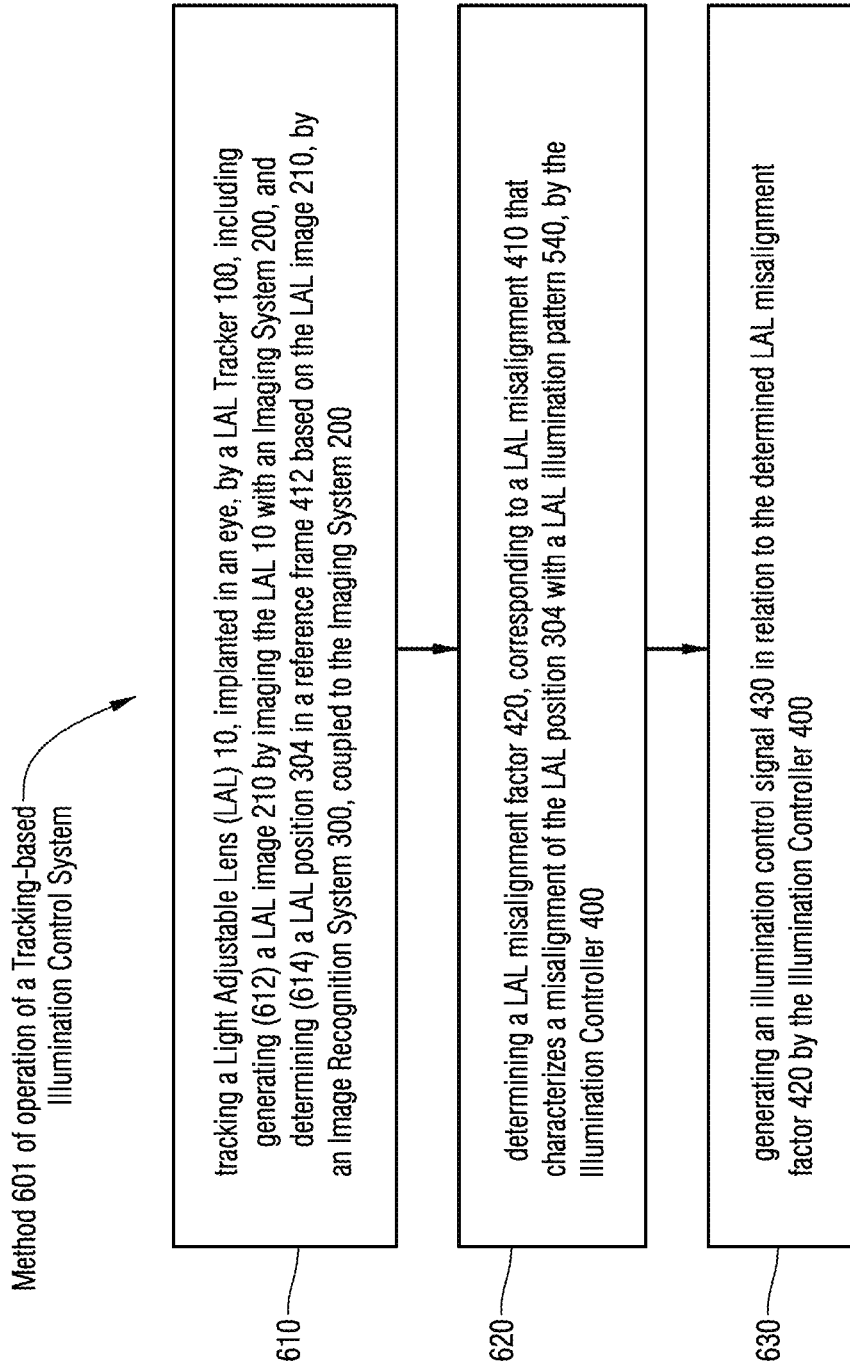 Method 601 of operation of a Tracking-based
Illumination Control System
610
tracking a Light Adjustable Lens (LAL) 10, implanted in an eye, by a LAL Tracker 100, including
generating (612) a LAL image 210 by imaging the LAL 10 with an Imaging System 200, and
determining (614) a LAL position 304 in a reference frame 412 based on the LAL image 210, by
an Image Recognition System 300, coupled to the Imaging System 200
620
determining a LAL misalignment factor 420, corresponding to a LAL misalignment 410 that
characterizes a misalignment of the LAL position 304 with a LAL illumination pattern 540, by the
Illumination Controller 400
630
generating an illumination control signal 430 in relation to the determined LAL misalignment
factor 420 by the Illumination Controller 400